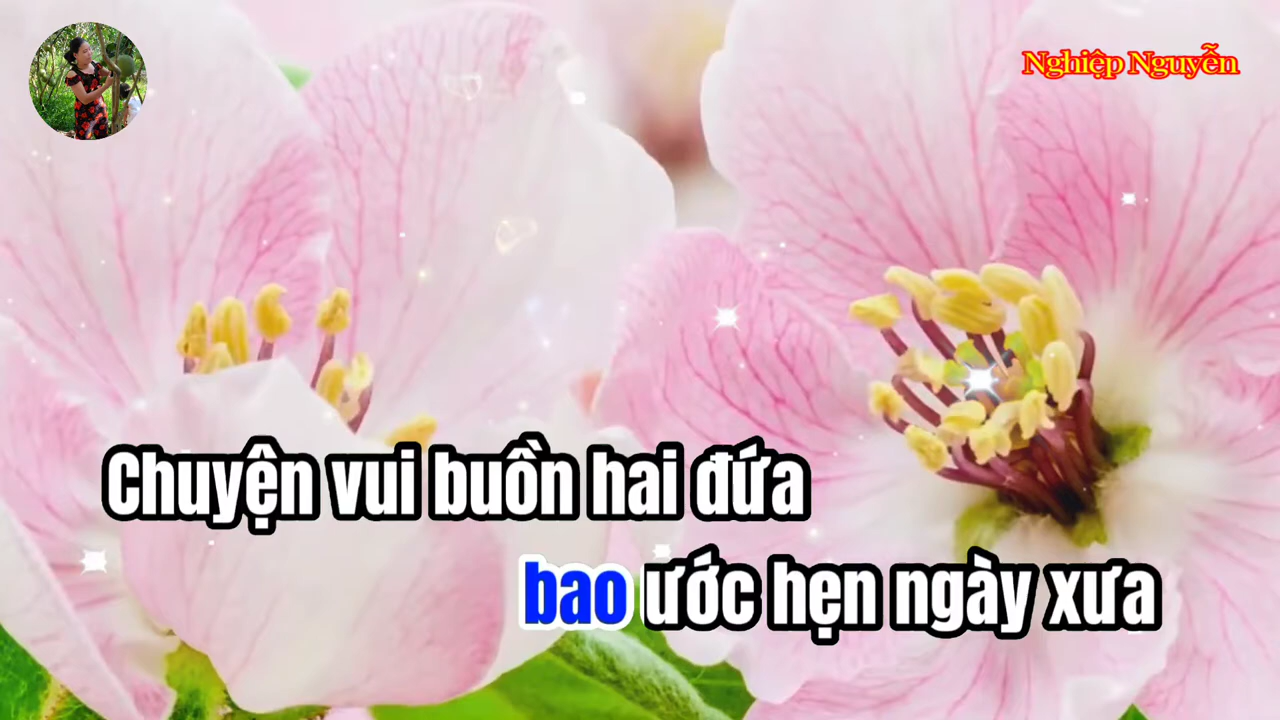 Nghiệp Nguyễn
Chuyện vui buồn hai đứa
bao ước hẹn ngày xưa